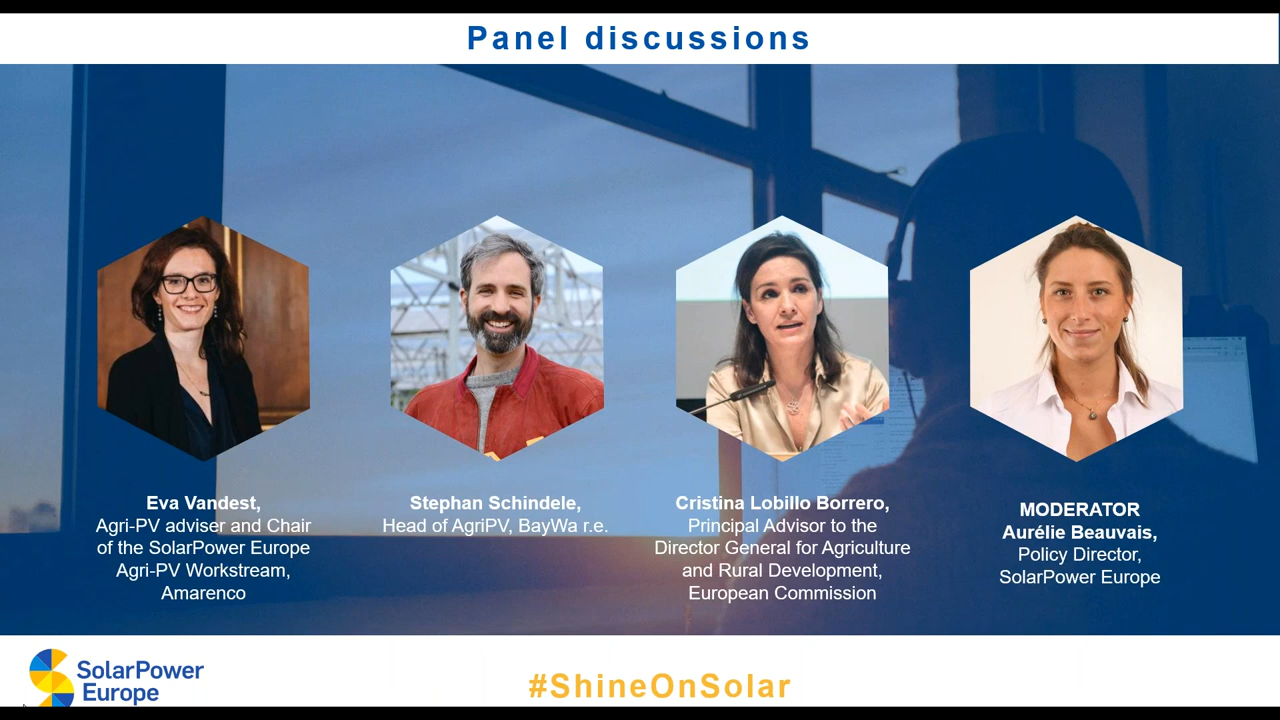 Panel discussions
Eva Vandest,
Agri-PV adviser and Chair
of the SolarPower Europe
Agri-PV Workstream,
Amarenco
Stephan Schindele,
Head of AgriPV, BayWa r.e.
Cristina Lobillo Borrero,
Principal Advisor to the
Director General for Agriculture
and Rural Development,
European Commission
MODERATOR
Aurélie Beauvais,
Policy Director,
SolarPower Europe
SolarPower
Europe
#ShineOnSolar